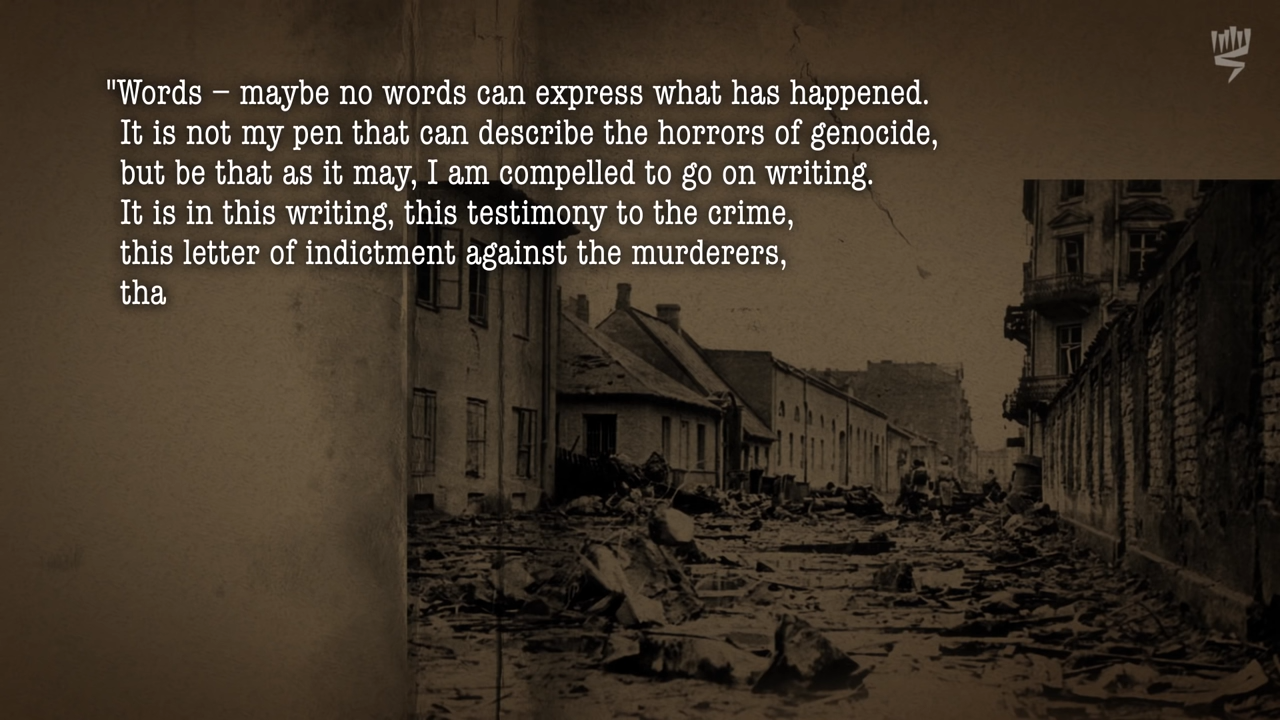 "Words – maybe no words can express what has happened.
It is not my pen that can describe the horrors of genocide,
but be that as it may, I am compelled to go on writing.
It is in this writing, this testimony to the crime,
this letter of indictment against the murderers,
tha